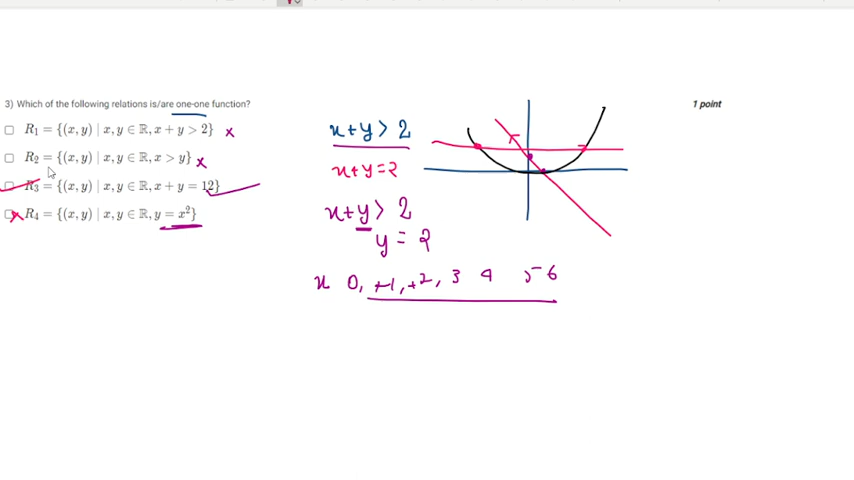 3) Which of the following relations is/are one-one function?
1 point
R₁ = {(x, y) | x, y ∈ ℝ, x + y > 2} x
R₂ = {(x, y) | x, y ∈ ℝ, x > y} x
R₃ = {(x, y) | x, y ∈ ℝ, x + y = 12}
R₄ = {(x, y) | x, y ∈ ℝ, y = x²}
x+y > 2
x+y=2
x+y > 2
y = 2
x 0, +1, +2, 3 4 5 6